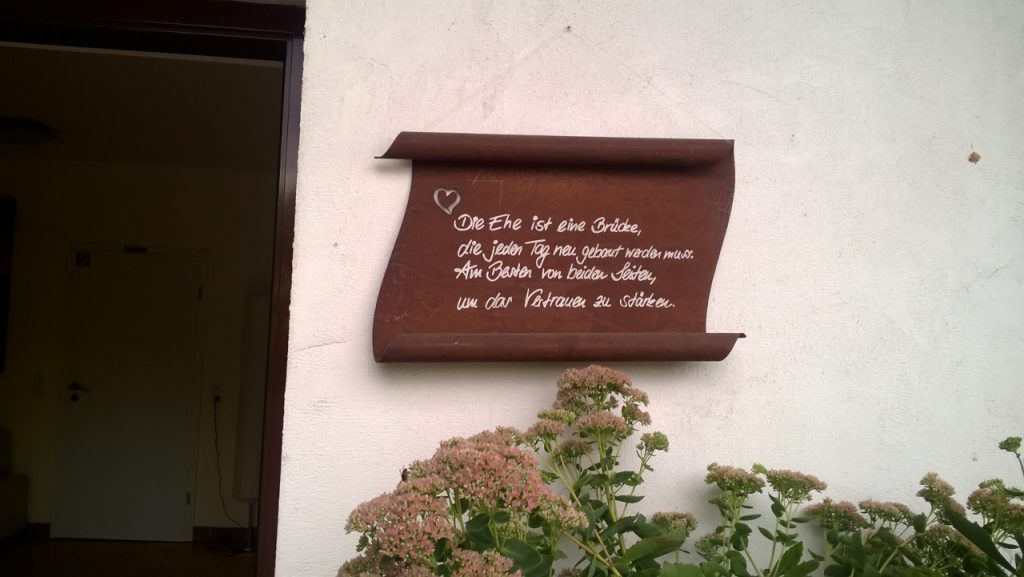 Die Ehe ist eine Brücke,
die jeden Tag neu gebaut werden muss.
Am Besten von beiden Seiten,
um das Vertrauen zu stärken.